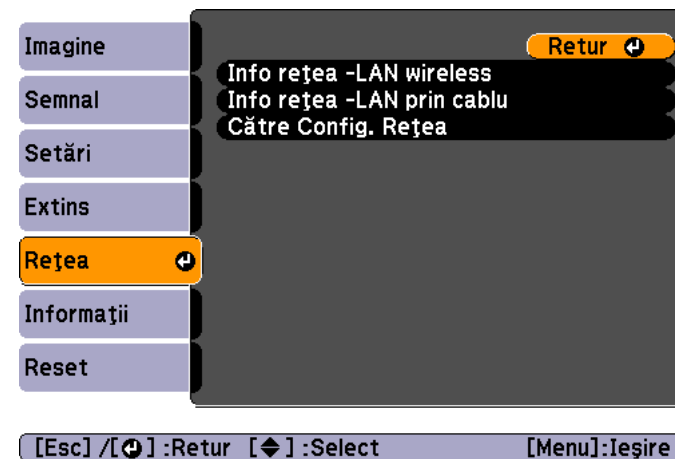 Imagine
Semnal
Setări
Extins
Reţea
Informaţii
Reset
Retur
Info reţea -LAN wireless
Info reţea -LAN prin cablu
Către Config. Reţea
[Esc] /[⏎] :Retur [◆] :Select [Menu]:Ieşire